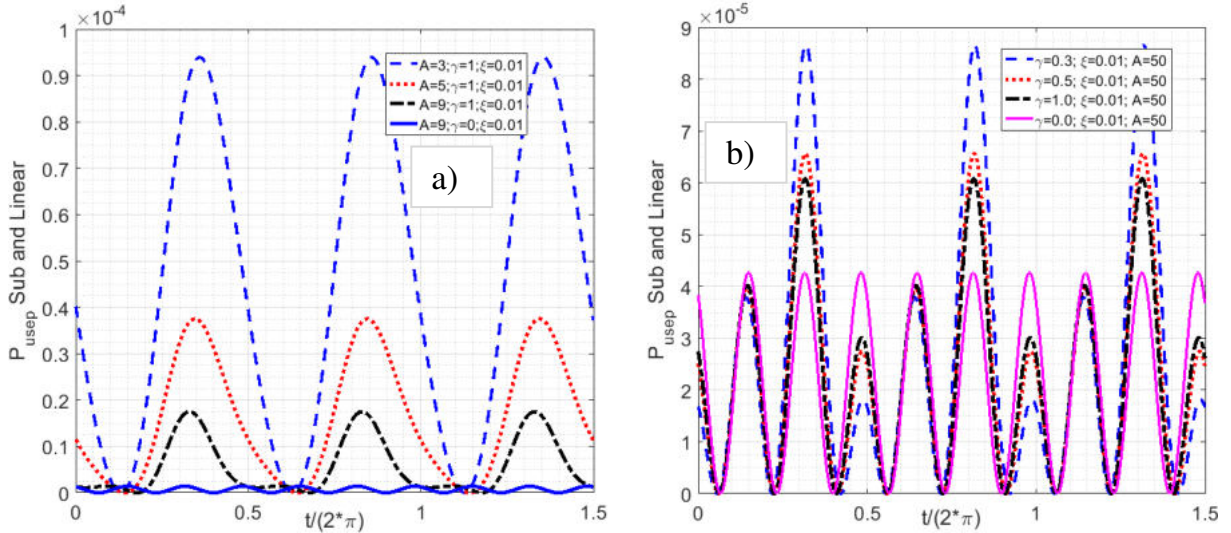 ×10⁻⁴
1
0.9
0.8
0.7
0.6
0.5
0.4
0.3
0.2
0.1
0
P_usep Sub and Linear
A=3;γ=1;ξ=0.01
A=5;γ=1;ξ=0.01
A=9;γ=1;ξ=0.01
A=9;γ=0;ξ=0.01
a)
0 0.5 1 1.5
t/(2*π)
b)
×10⁻⁵
9
8
7
6
5
4
3
2
1
0
P_usep Sub and Linear
γ=0.3; ξ=0.01; A=50
γ=0.5; ξ=0.01; A=50
γ=1.0; ξ=0.01; A=50
γ=0.0; ξ=0.01; A=50
b)
0 0.5 1 1.5
t/(2*π)